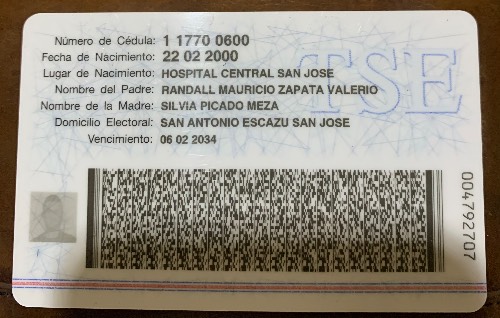 Número de Cédula: 1 1770 0600
Fecha de Nacimiento: 22 02 2000
Lugar de Nacimiento: HOSPITAL CENTRAL SAN JOSE
Nombre del Padre: RANDALL MAURICIO ZAPATA VALERIO
Nombre de la Madre: SILVIA PICADO MEZA
Domicilio Electoral: SAN ANTONIO ESCAZU SAN JOSE
Vencimiento: 06 02 2034
TSE
004792707